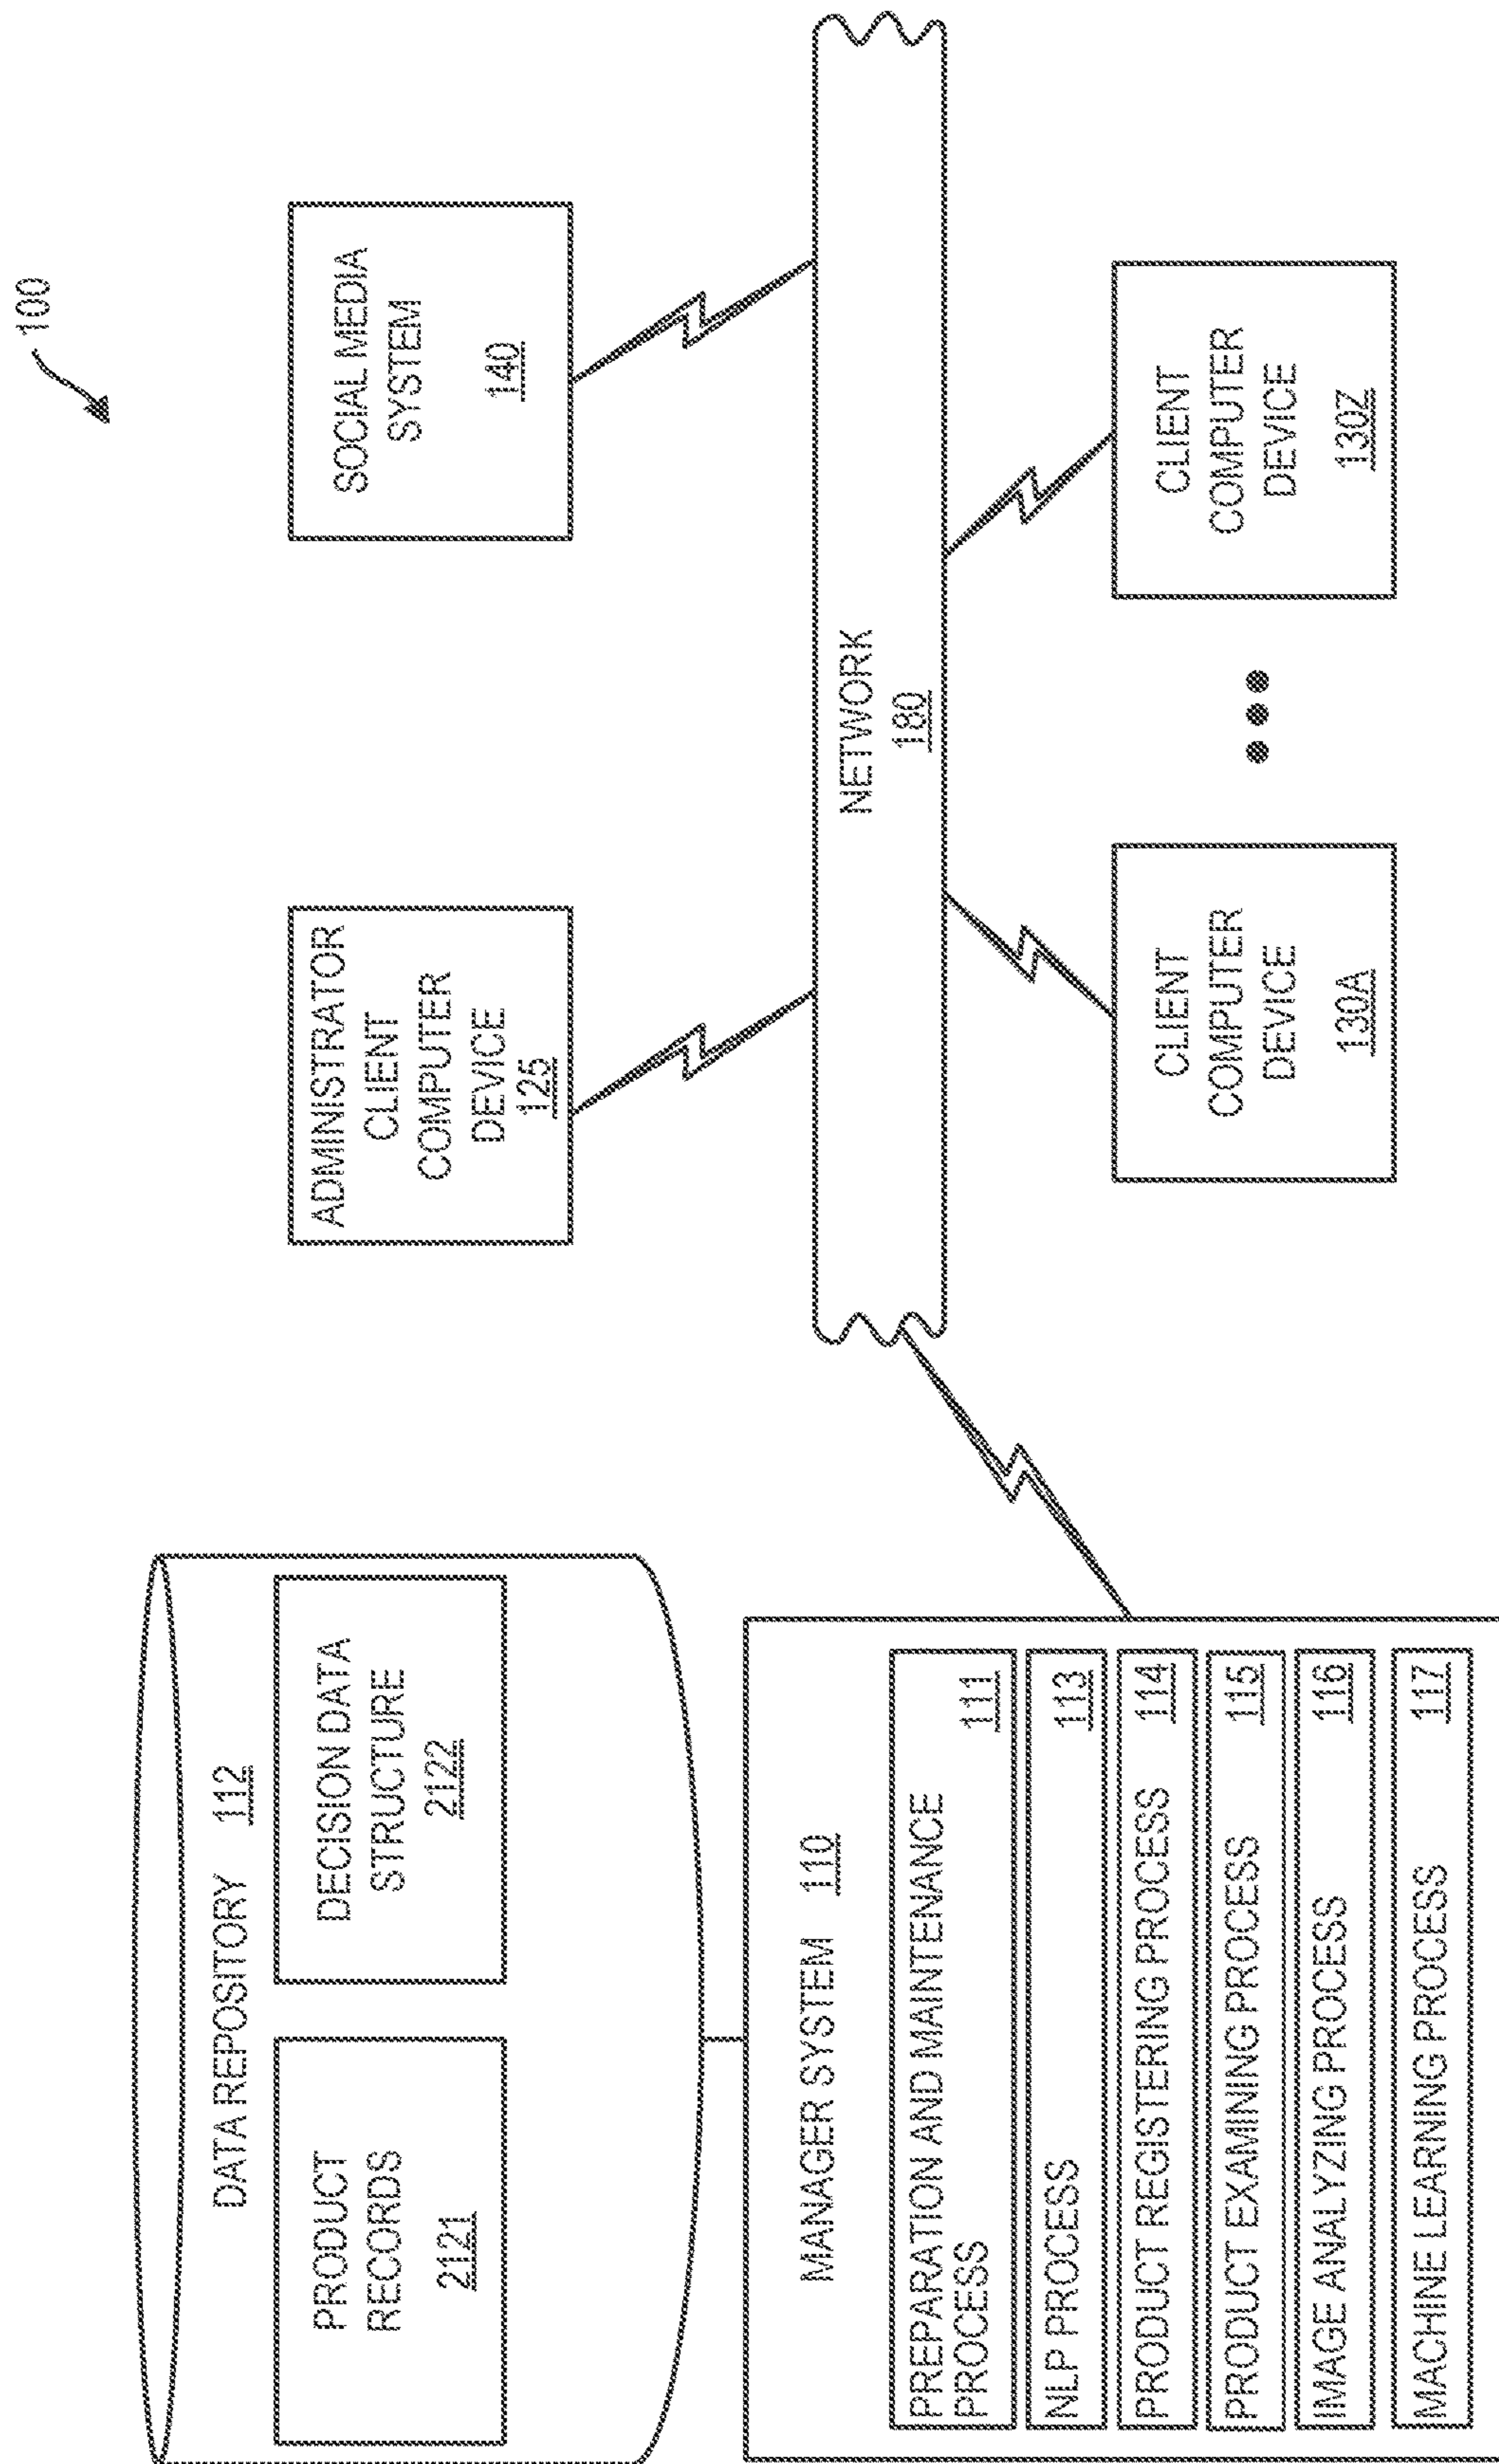 100
DATA REPOSITORY 112
PRODUCT
RECORDS
2121
DECISION DATA
STRUCTURE
2122
MANAGER SYSTEM 110
PREPARATION AND MAINTENANCE
PROCESS 111
NLP PROCESS 113
PRODUCT REGISTERING PROCESS 114
PRODUCT EXAMINING PROCESS 115
IMAGE ANALYZING PROCESS 116
MACHINE LEARNING PROCESS 117
ADMINISTRATOR
CLIENT
COMPUTER
DEVICE
125
SOCIAL MEDIA
SYSTEM
140
NETWORK
180
CLIENT
COMPUTER
DEVICE
130A
CLIENT
COMPUTER
DEVICE
130Z